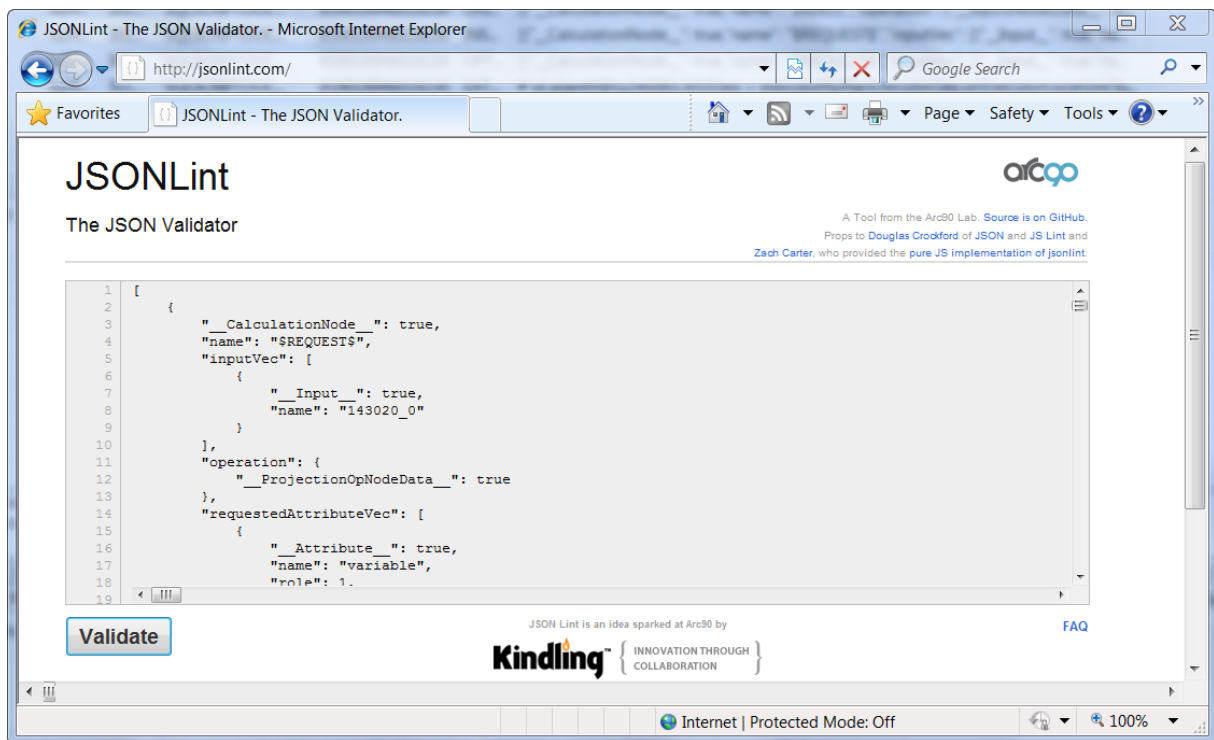 JSONLint - The JSON Validator. - Microsoft Internet Explorer
http://jsonlint.com/
Google Search
Favorites
JSONLint - The JSON Validator.
Page Safety Tools
JSONLint
arc90
The JSON Validator
A Tool from the Arc90 Lab. Source is on GitHub.
Props to Douglas Crockford of JSON and JS Lint and
Zach Carter, who provided the pure JS implementation of jsonlint.
1 [
2 {
3 "__CalculationNode__": true,
4 "name": "$REQUEST$",
5 "inputVec": [
6 {
7 "__Input__": true,
8 "name": "143020_0"
9 }
10 ],
11 "operation": {
12 "__ProjectionOpNodeData__": true
13 },
14 "requestedAttributeVec": [
15 {
16 "__Attribute__": true,
17 "name": "variable",
18 "role": 1,
19
Validate
JSON Lint is an idea sparked at Arc90 by
FAQ
Kindling™ { INNOVATION THROUGH
COLLABORATION }
Internet | Protected Mode: Off
100%